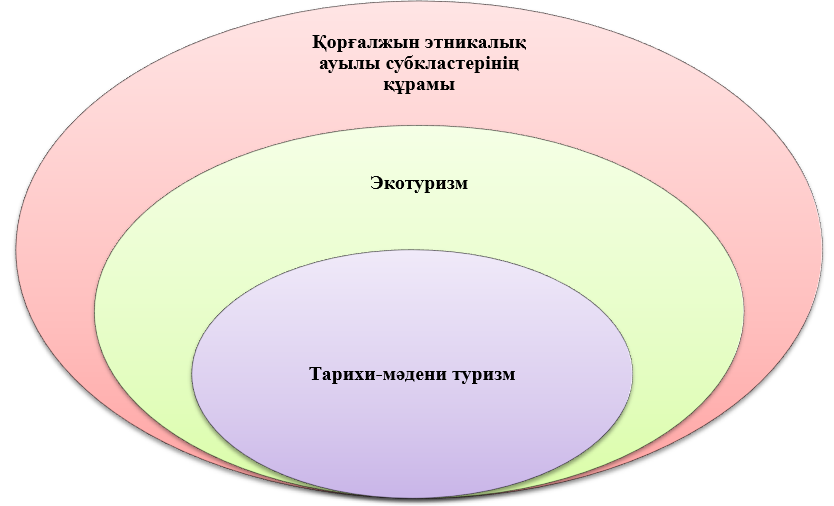 Қорғалжын этникалық
ауылы субкластерінің
құрамы
Экотуризм
Тарихи-мәдени туризм